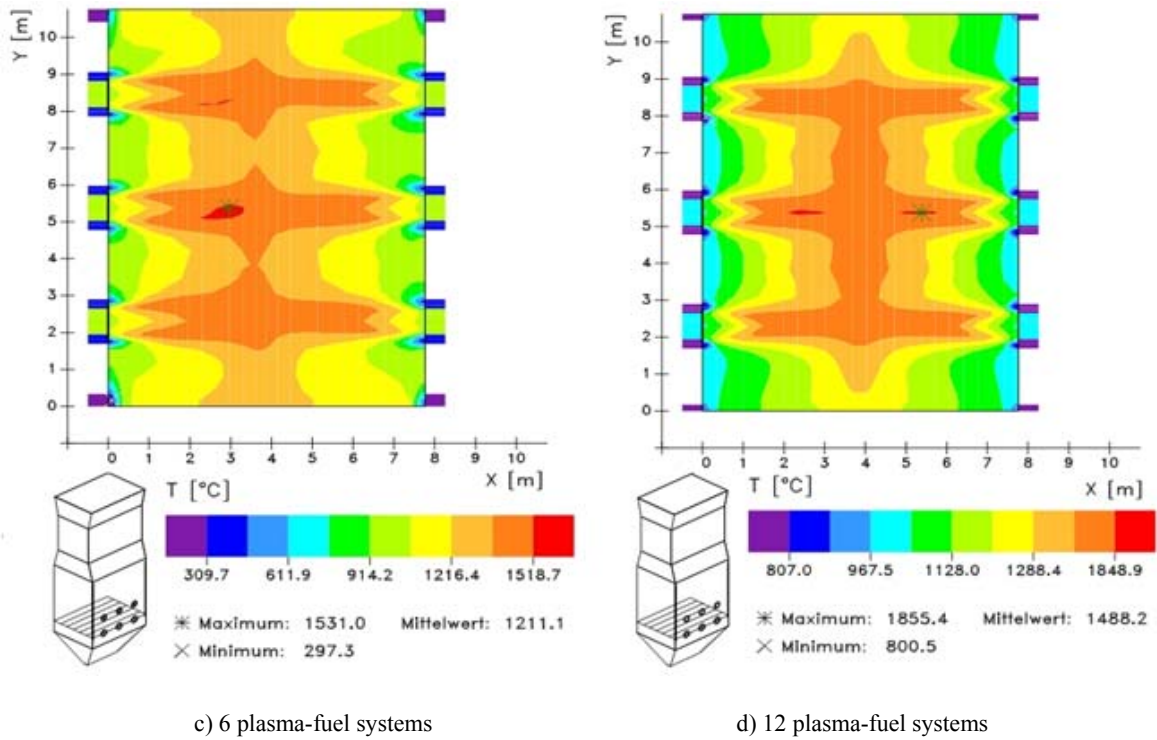 Y [m]
10
9
8
7
6
5
4
3
2
1
0
0 1 2 3 4 5 6 7 8 9 10
X [m]
T [°C]
309.7 611.9 914.2 1216.4 1518.7
Maximum: 1531.0 Mittelwert: 1211.1
Minimum: 297.3
c) 6 plasma-fuel systems
Y [m]
10
9
8
7
6
5
4
3
2
1
0
0 1 2 3 4 5 6 7 8 9 10
X [m]
T [°C]
807.0 967.5 1128.0 1288.4 1848.9
Maximum: 1855.4 Mittelwert: 1488.2
Minimum: 800.5
d) 12 plasma-fuel systems